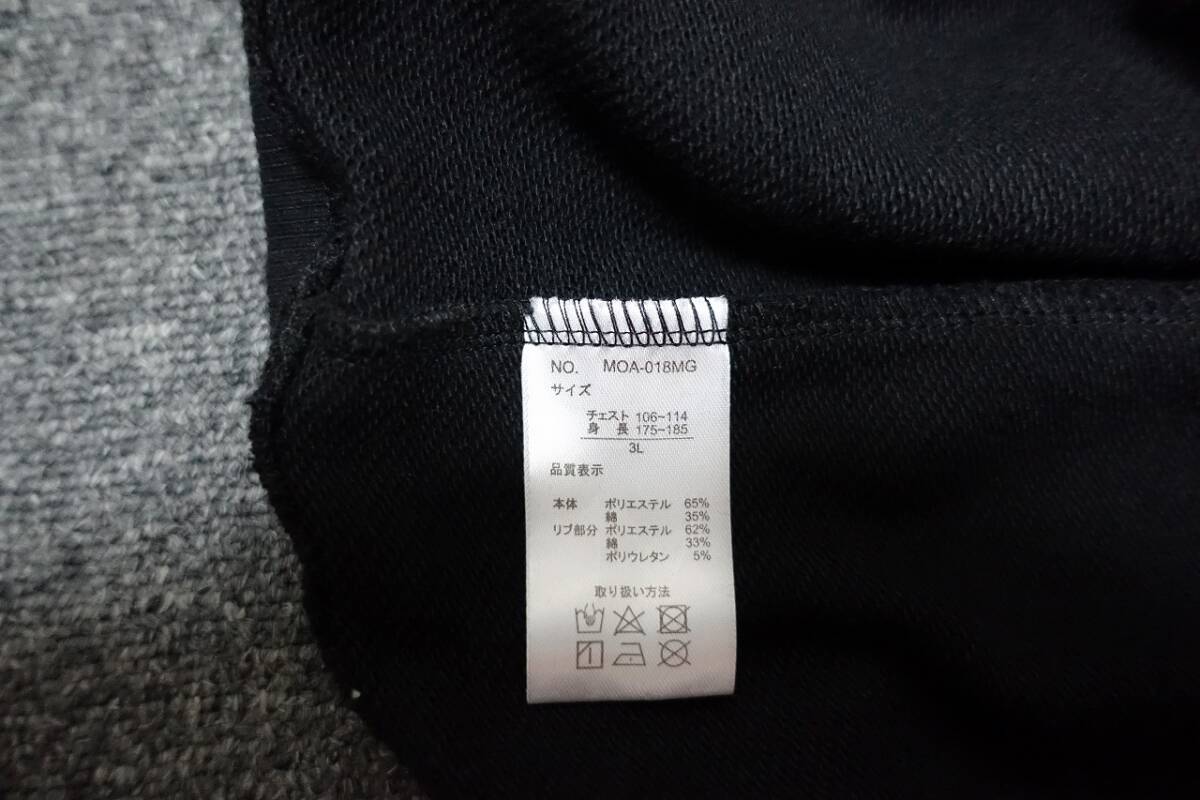 NO. MOA-018MG
サイズ
チェスト 106~114
身 長 175~185
3L
品質表示
本体 ポリエステル 65%
綿 35%
リブ部分 ポリエステル 62%
綿 33%
ポリウレタン 5%
取り扱い方法